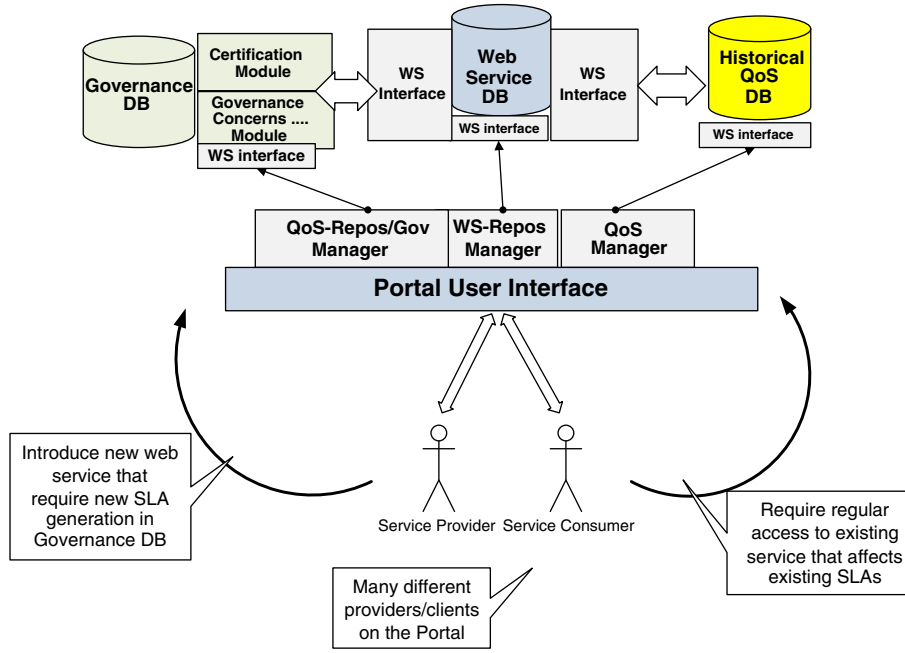 Governance
DB
Certification
Module
Governance
Concerns ....
Module
WS interface
WS
Interface
Web
Service
DB
WS interface
WS
Interface
Historical
QoS
DB
WS interface
QoS-Repos/Gov
Manager
WS-Repos
Manager
QoS
Manager
Portal User Interface
Introduce new web
service that
require new SLA
generation in
Governance DB
Service Provider
Service Consumer
Many different
providers/clients
on the Portal
Require regular
access to existing
service that affects
existing SLAs